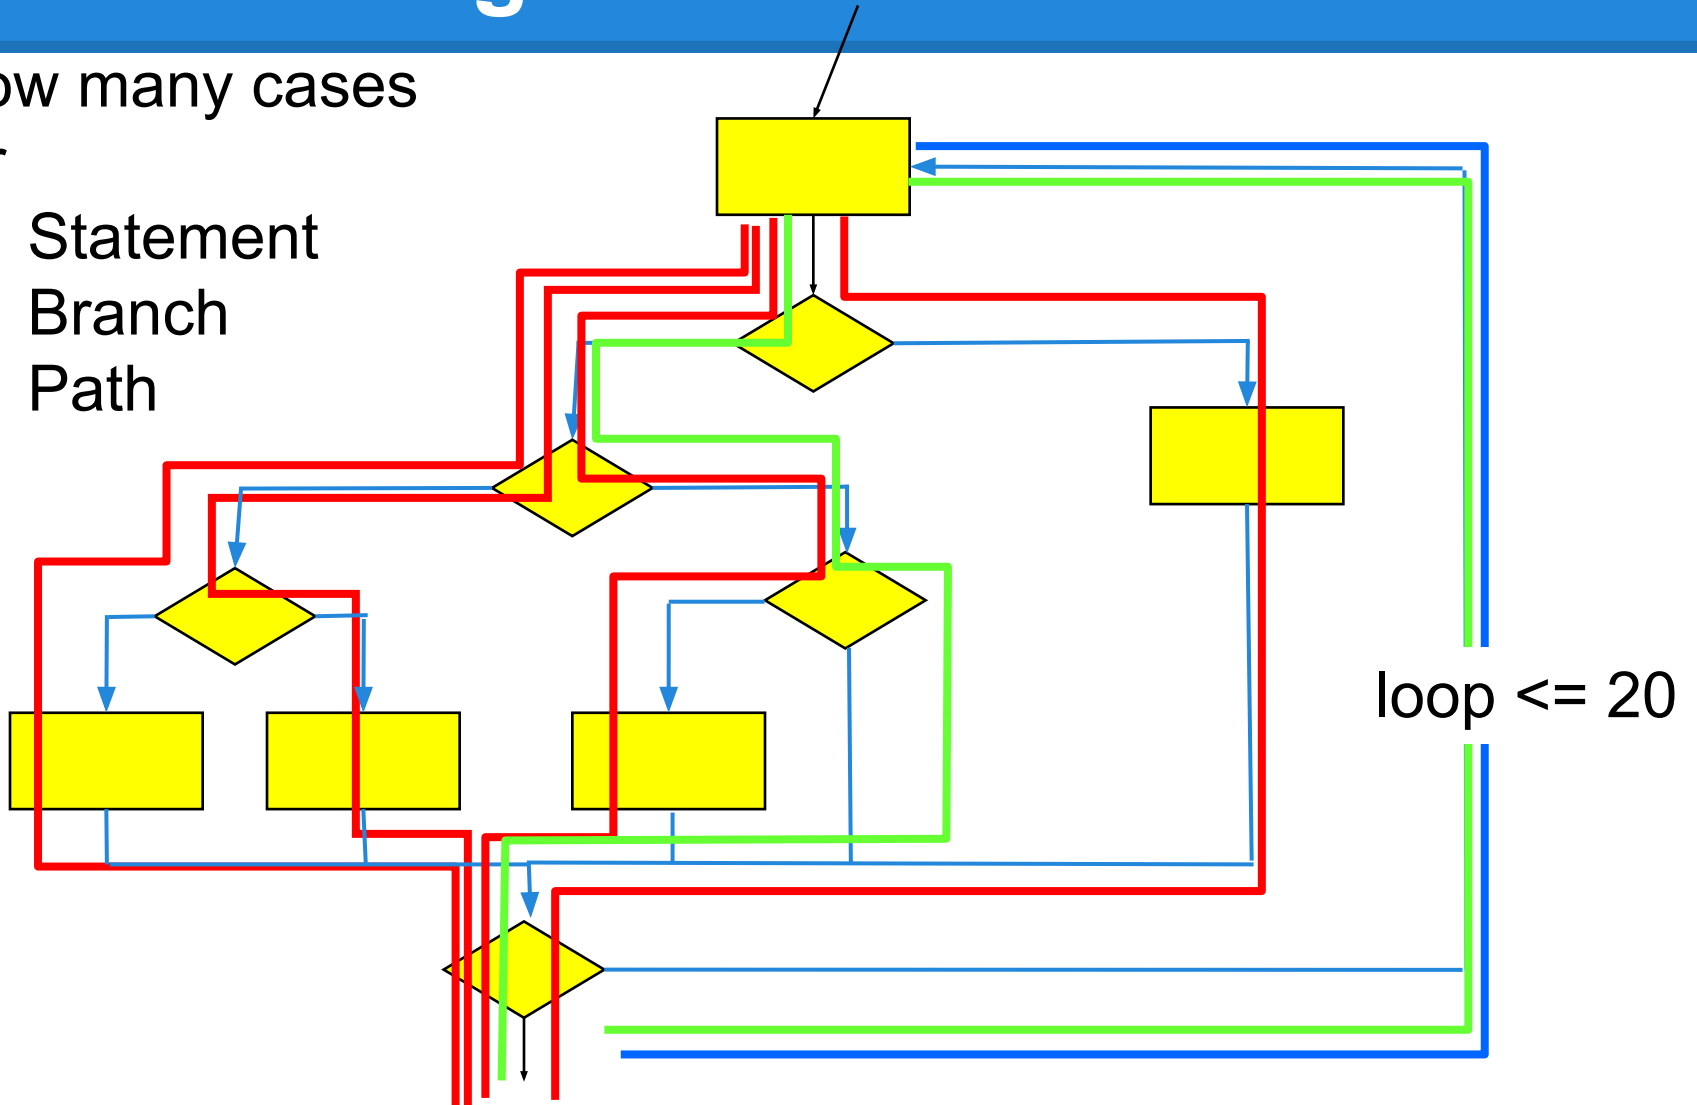 ow many cases
Statement
Branch
Path
loop <= 20